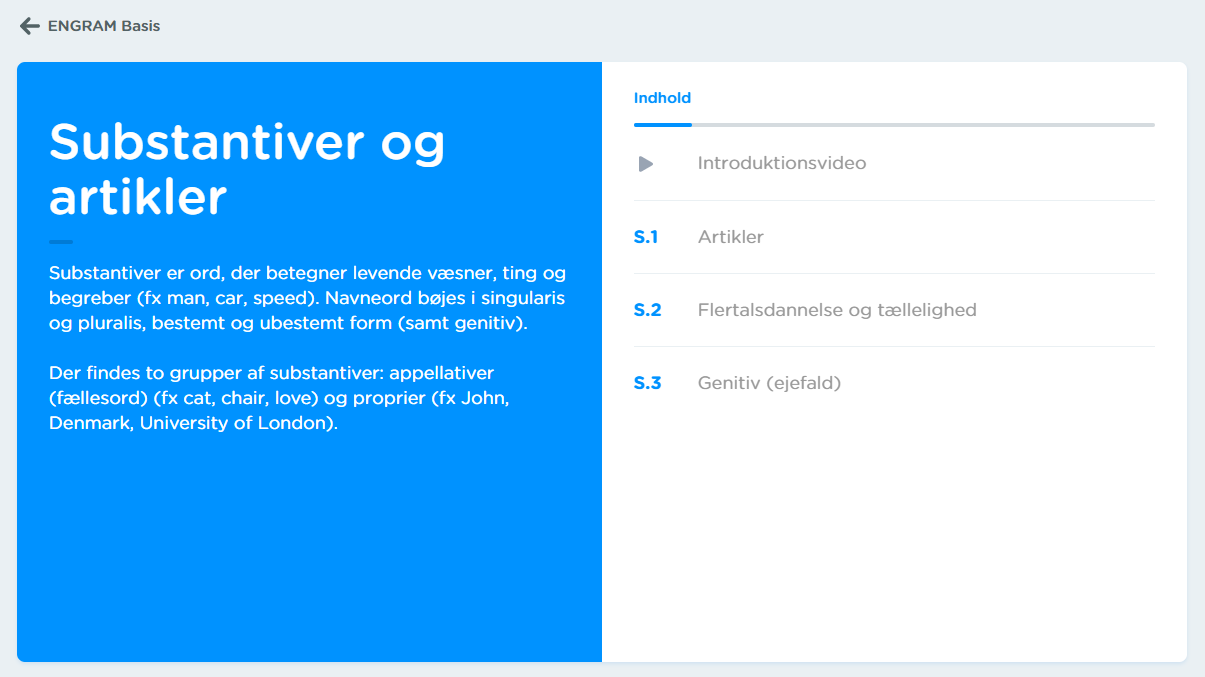 ENGRAM Basis
Substantiver og
artikler
Substantiver er ord, der betegner levende væsner, ting og
begreber (fx man, car, speed). Navneord bøjes i singularis
og pluralis, bestemt og ubestemt form (samt genitiv).
Der findes to grupper af substantiver: appellativer
(fællesord) (fx cat, chair, love) og proprier (fx John,
Denmark, University of London).
Indhold
Introduktionsvideo
S.1 Artikler
S.2 Flertalsdannelse og tællelighed
S.3 Genitiv (ejefald)